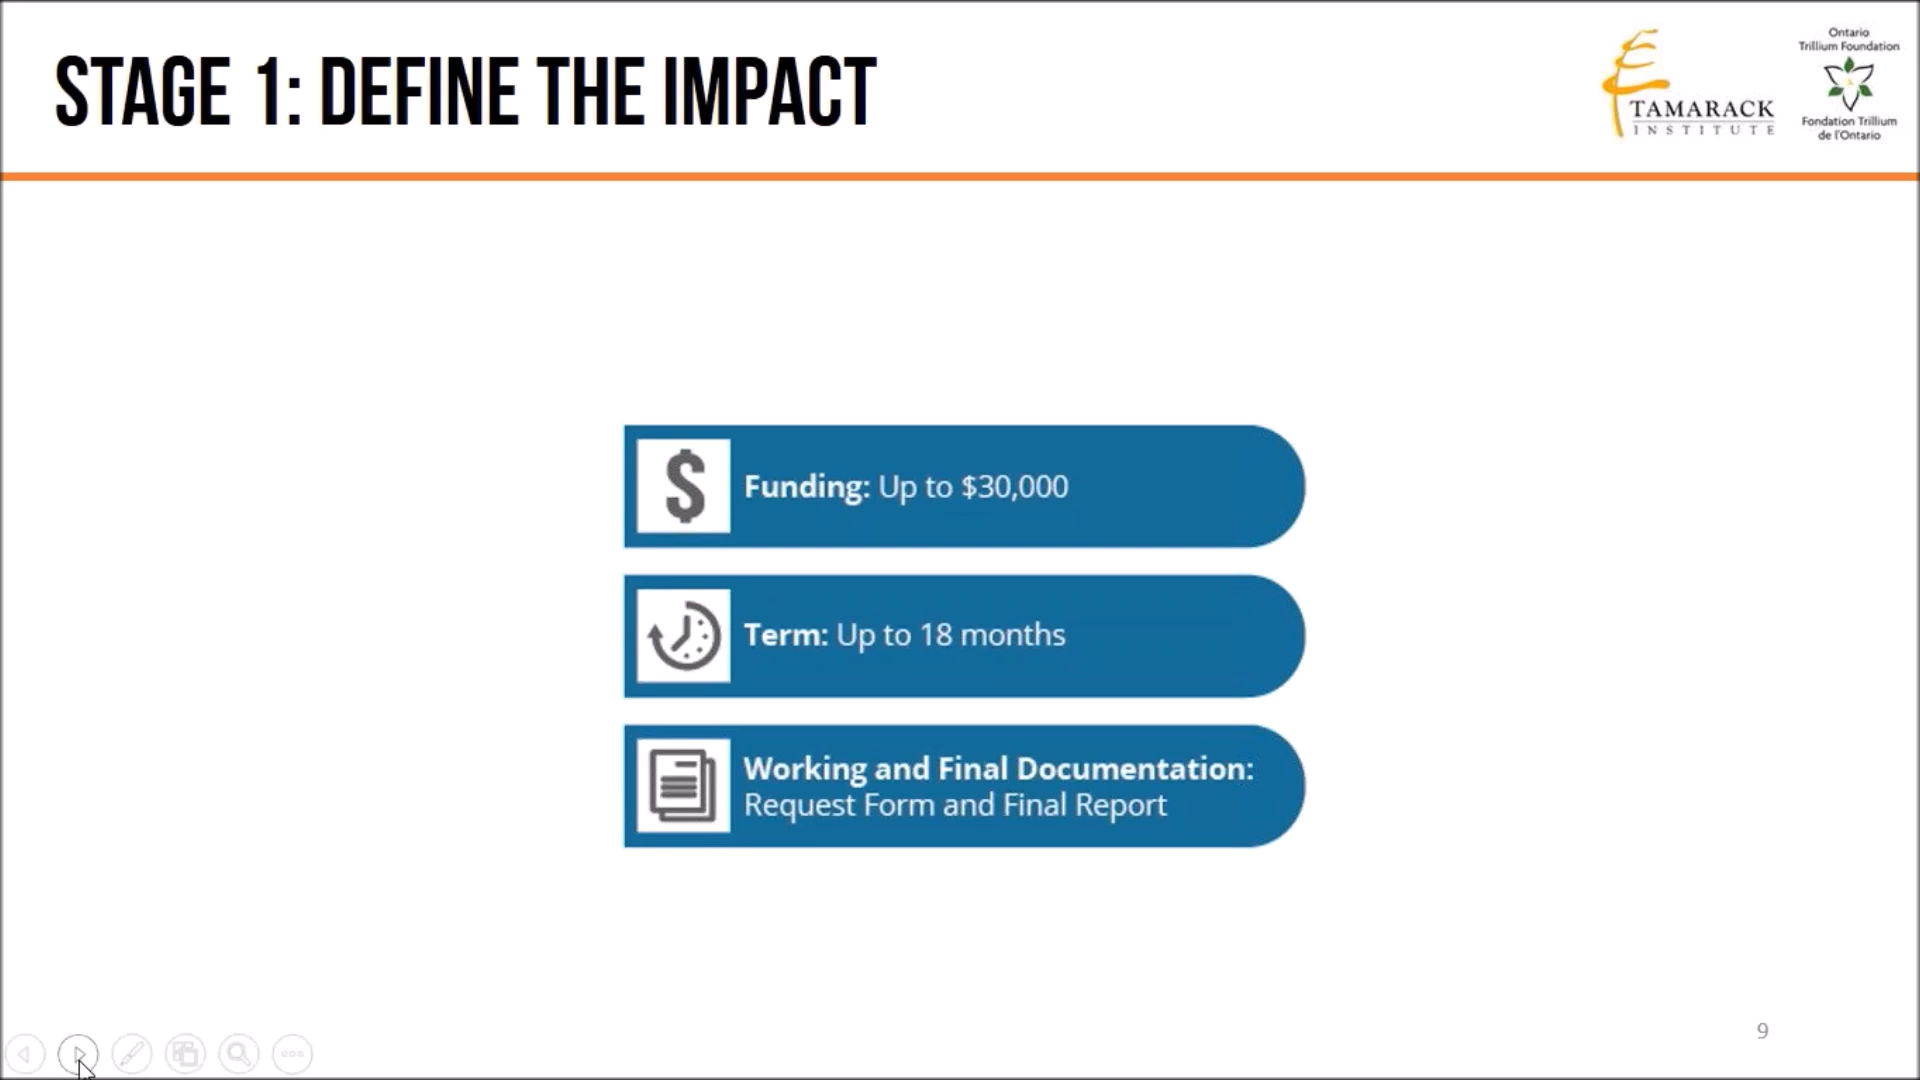 STAGE 1: DEFINE THE IMPACT
TAMARACK
INSTITUTE
Ontario
Trillium Foundation
Fondation Trillium
de l'Ontario
$
Funding: Up to $30,000
Term: Up to 18 months
Working and Final Documentation:
Request Form and Final Report
9